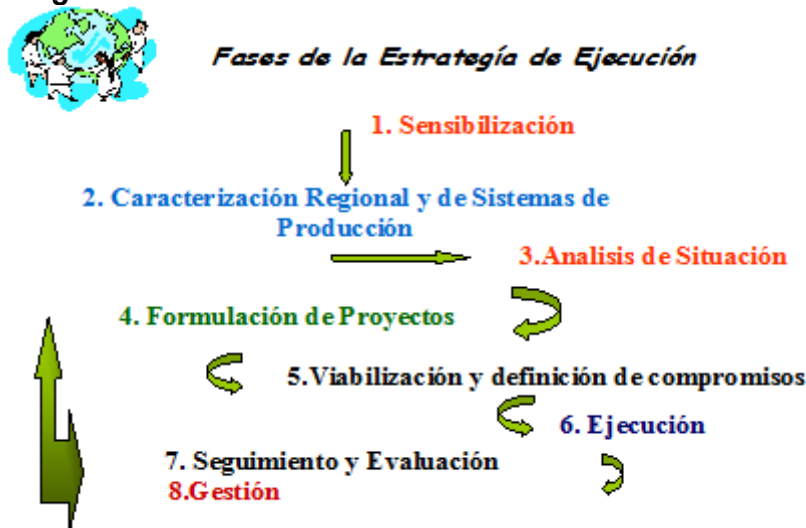 Fases de la Estrategía de Ejecución
1. Sensibilización
2. Caracterización Regional y de Sistemas de
Producción
3.Analisis de Situación
4. Formulación de Proyectos
5.Viabilización y definición de compromisos
6. Ejecución
7. Seguimiento y Evaluación
8.Gestión